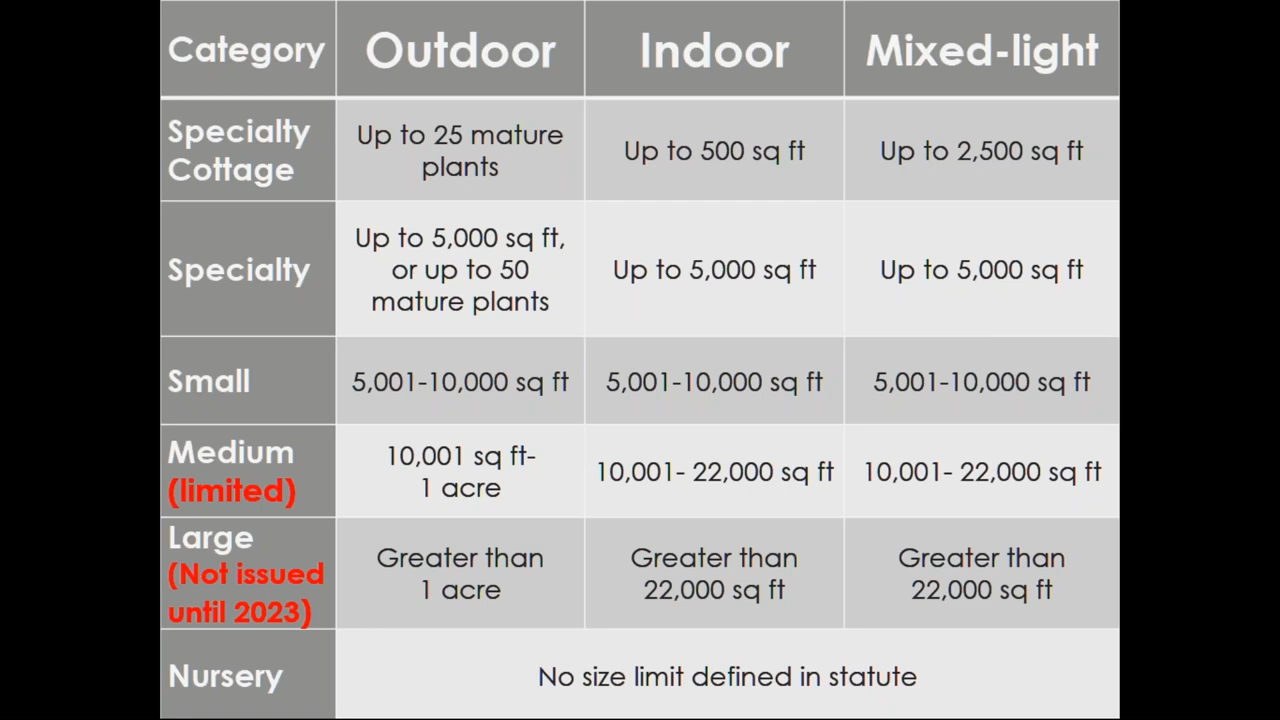 Category Outdoor Indoor Mixed-light
Specialty
Cottage
Up to 25 mature
plants
Up to 500 sq ft
Up to 2,500 sq ft
Specialty
Up to 5,000 sq ft,
or up to 50
mature plants
Up to 5,000 sq ft
Up to 5,000 sq ft
Small
5,001-10,000 sq ft
5,001-10,000 sq ft
5,001-10,000 sq ft
Medium
(limited)
10,001 sq ft-
1 acre
10,001- 22,000 sq ft
10,001- 22,000 sq ft
Large
(Not issued
until 2023)
Greater than
1 acre
Greater than
22,000 sq ft
Greater than
22,000 sq ft
Nursery
No size limit defined in statute